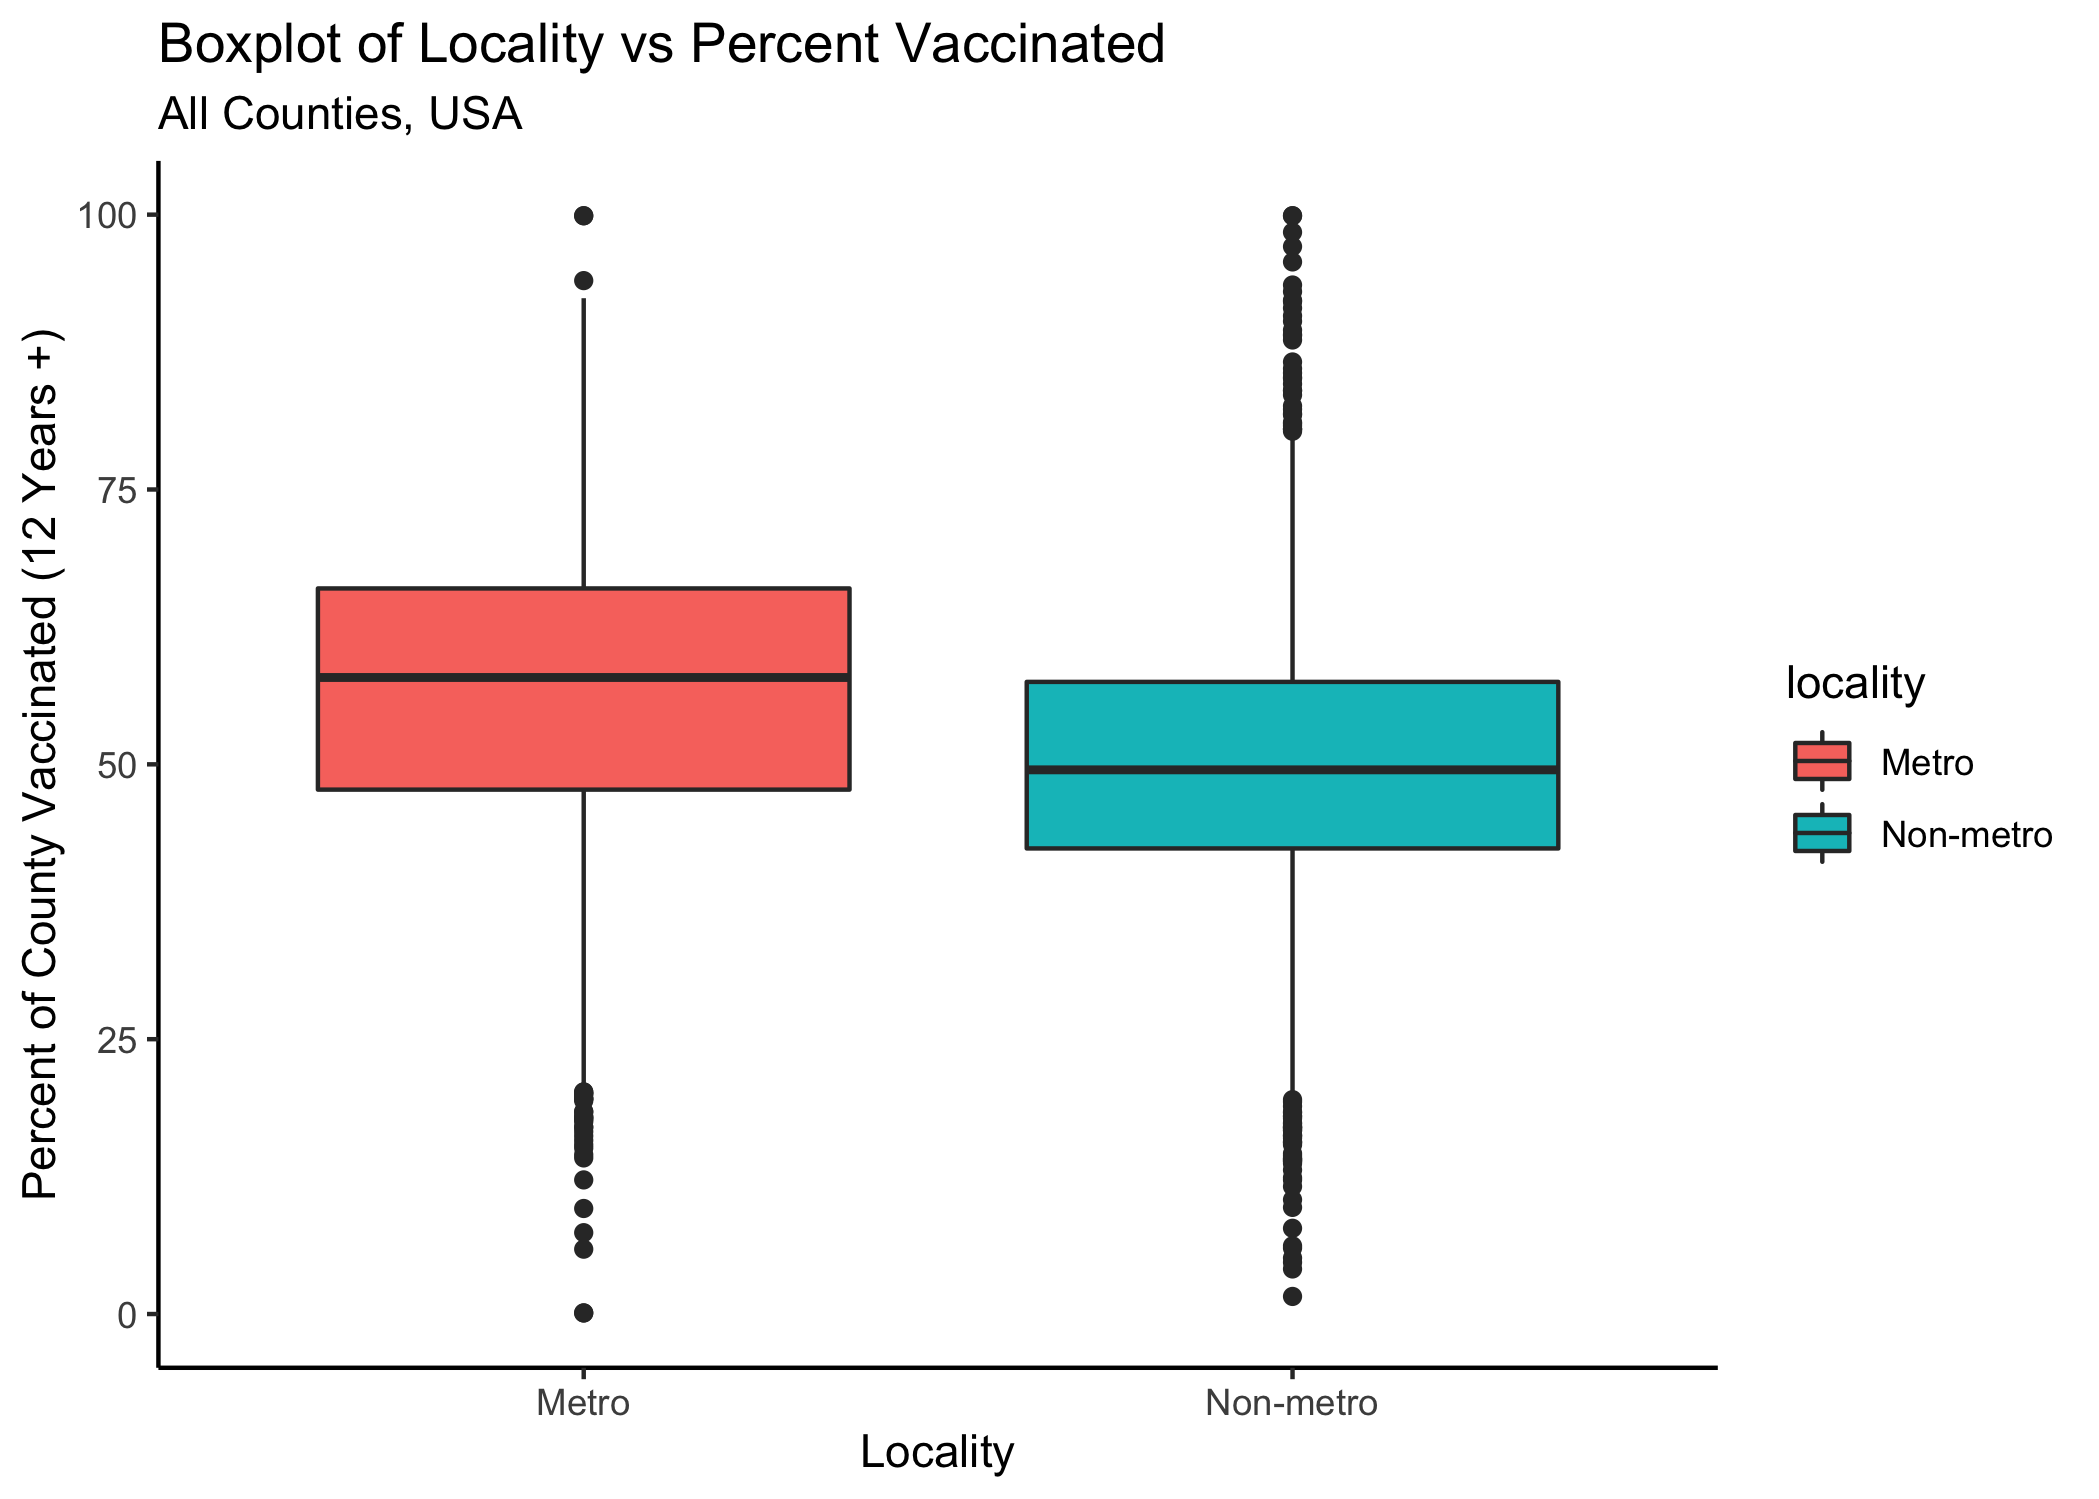 Boxplot of Locality vs Percent Vaccinated
All Counties, USA
Percent of County Vaccinated (12 Years +)
100
75
50
25
0
Metro
Non-metro
Locality
locality
Metro
Non-metro